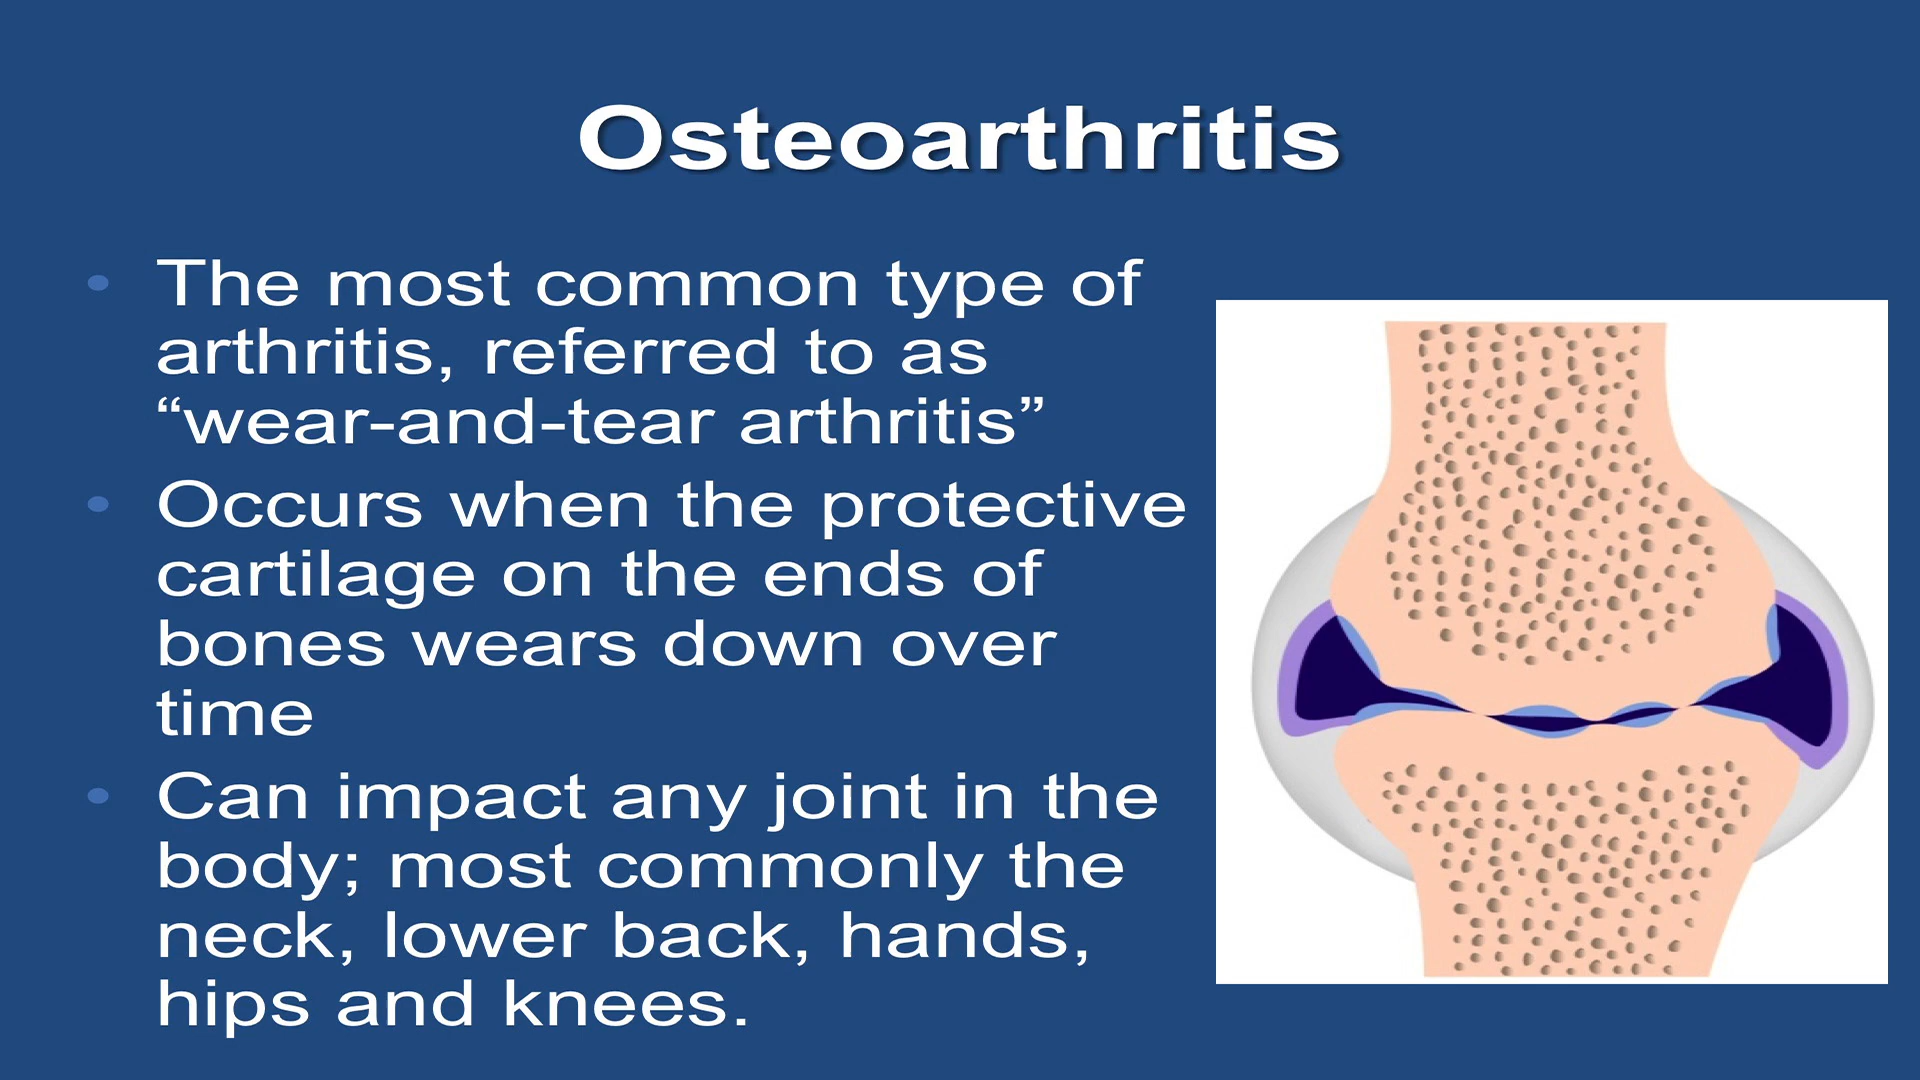 Osteoarthritis
• The most common type of
arthritis, referred to as
“wear-and-tear arthritis”
• Occurs when the protective
cartilage on the ends of
bones wears down over
time
• Can impact any joint in the
body; most commonly the
neck, lower back, hands,
hips and knees.